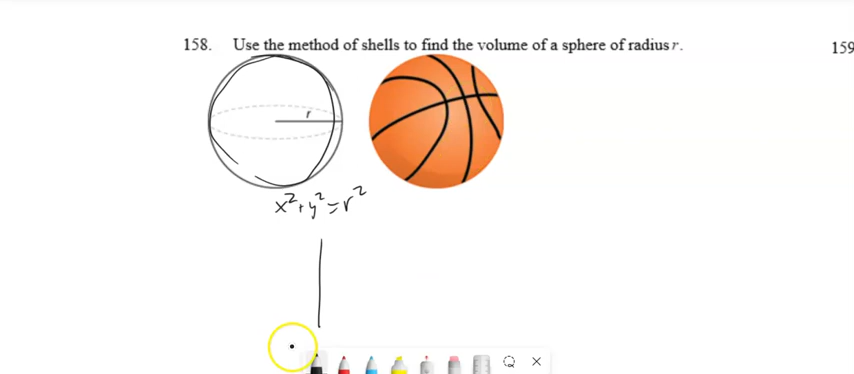 158. Use the method of shells to find the volume of a sphere of radius r.
159
r
x²+y²=r²